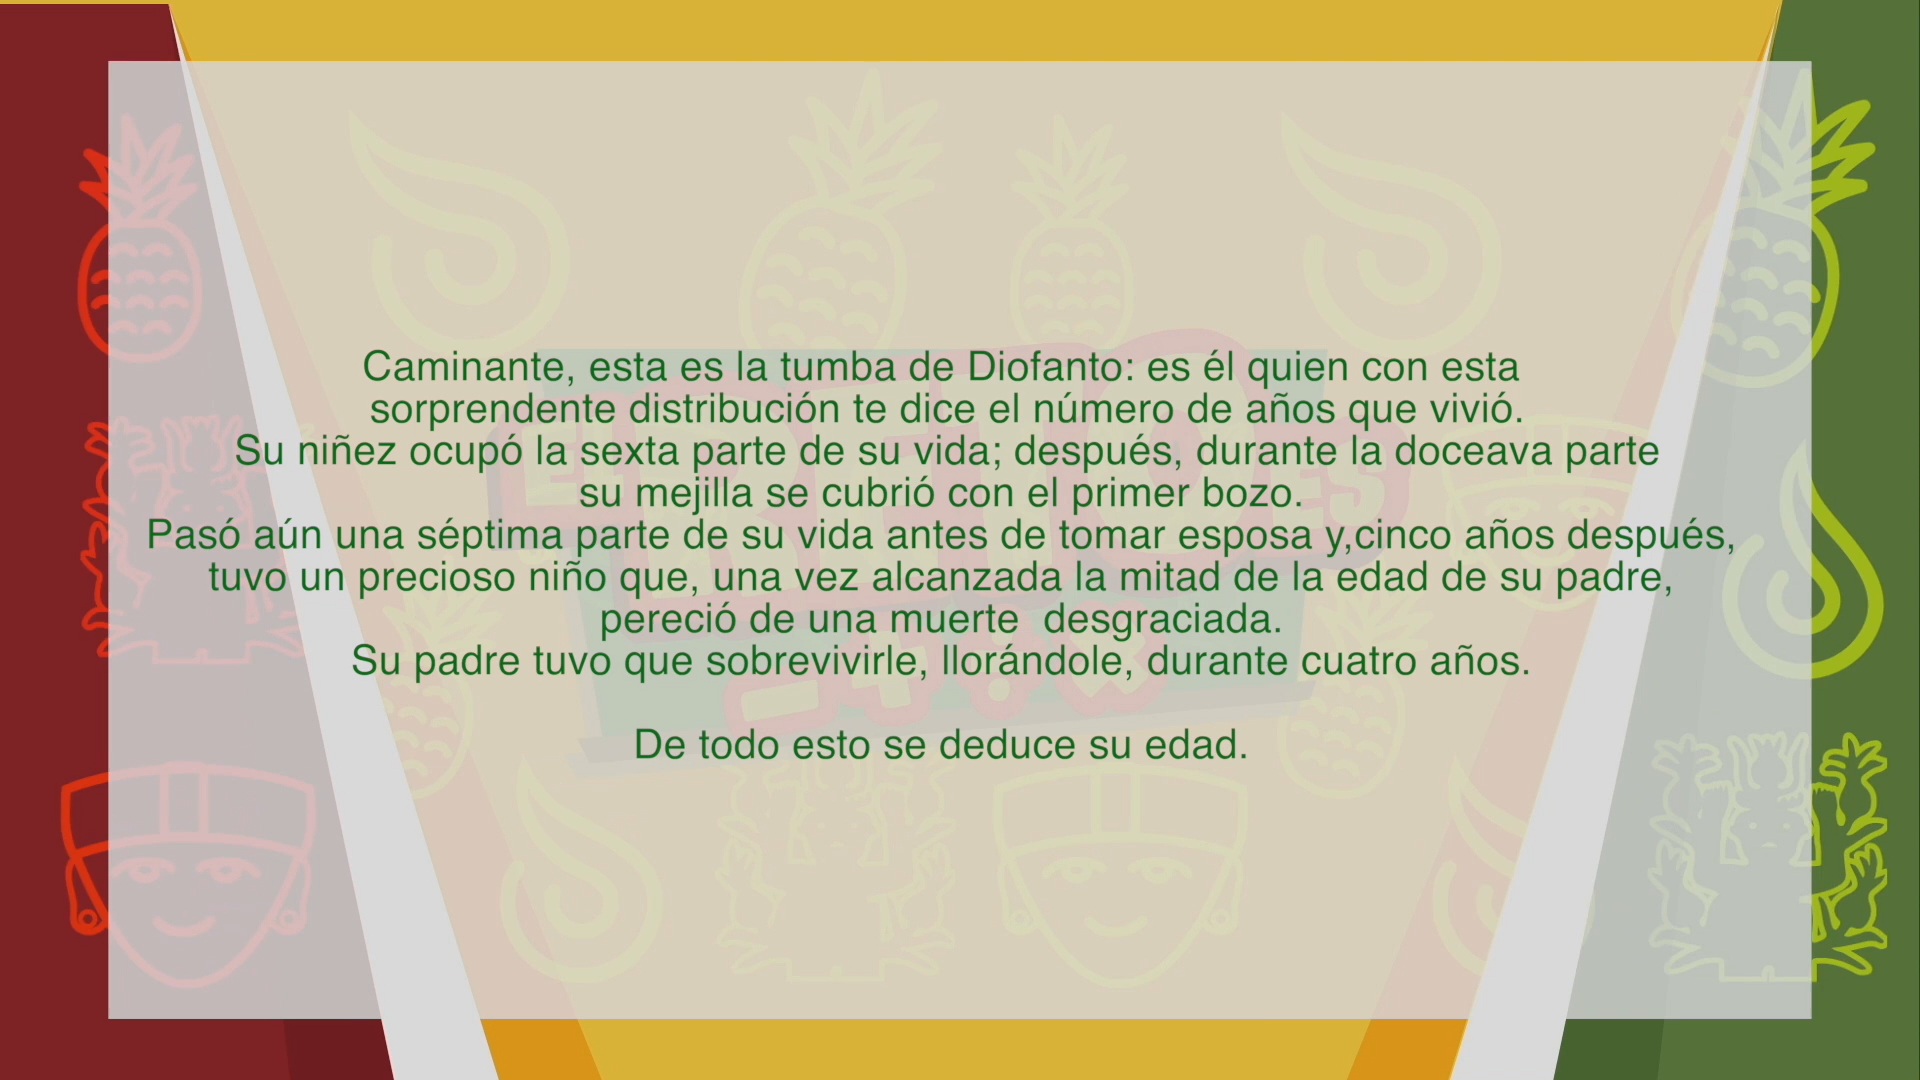 Caminante, esta es la tumba de Diofanto: es él quien con esta
sorprendente distribución te dice el número de años que vivió.
Su niñez ocupó la sexta parte de su vida; después, durante la doceava parte
su mejilla se cubrió con el primer bozo.
Pasó aún una séptima parte de su vida antes de tomar esposa y,cinco años después,
tuvo un precioso niño que, una vez alcanzada la mitad de la edad de su padre,
pereció de una muerte  desgraciada.
Su padre tuvo que sobrevivirle, llorándole, durante cuatro años.
De todo esto se deduce su edad.
EL RETO ES